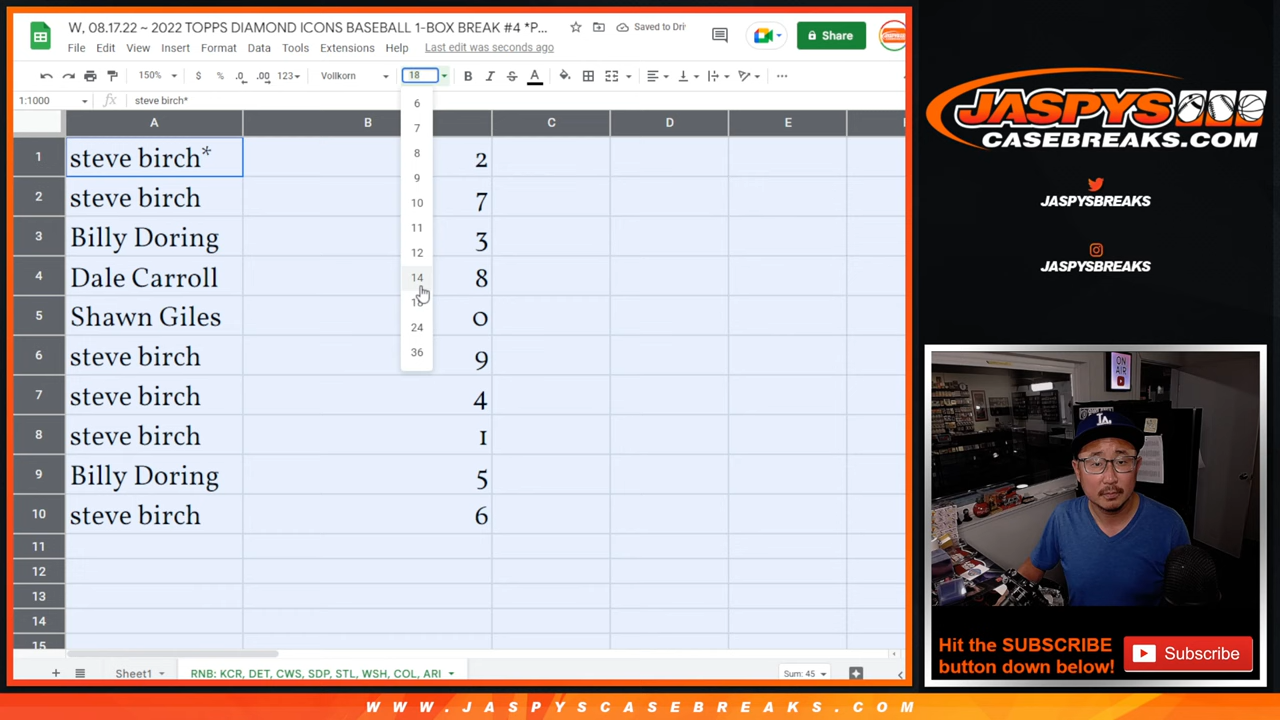 W, 08.17.22 ~ 2022 TOPPS DIAMOND ICONS BASEBALL 1-BOX BREAK #4 *P
Saved to Dri
Share
File Edit View Insert Format Data Tools Extensions Help Last edit was seconds ago
150% $ % .0 .00 123 Vollkorn 18 B I S A
1:1000 fx steve birch*
A B C D E
1 steve birch* 2
2 steve birch 7
3 Billy Doring 3
4 Dale Carroll 8
5 Shawn Giles 0
6 steve birch 9
7 steve birch 4
8 steve birch 1
9 Billy Doring 5
10 steve birch 6
11
12
13
14
15
6
7
8
9
10
11
12
14
24
36
Sheet1 RNB: KCR, DET, CWS, SDP, STL, WSH, COL, ARI Sum: 45
JASPYS
CASEBREAKS.COM
JASPYSBREAKS
JASPYSBREAKS
ON
AIR
LA
Hit the SUBSCRIBE
button down below!
Subscribe
WWW.JASPYSCASEBREAKS.COM